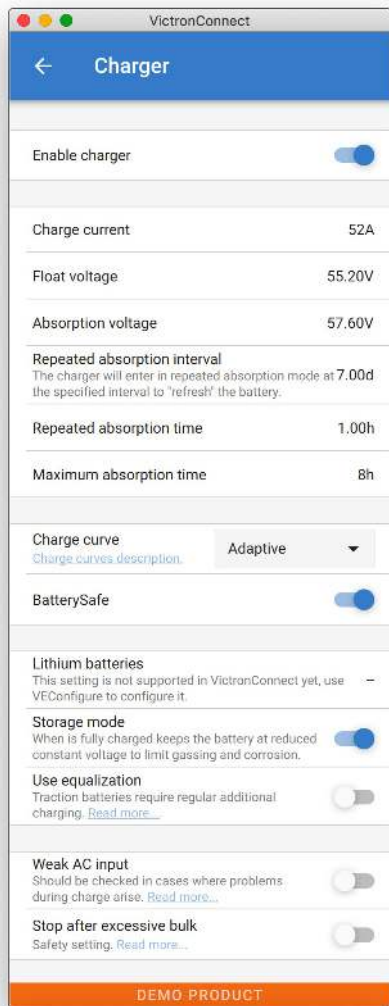 VictronConnect
Charger
Enable charger
Charge current 52A
Float voltage 55.20V
Absorption voltage 57.60V
Repeated absorption interval
The charger will enter in repeated absorption mode at 7.00d
the specified interval to "refresh" the battery.
Repeated absorption time 1.00h
Maximum absorption time 8h
Charge curve
Charge curves description.
Adaptive
BatterySafe
Lithium batteries
This setting is not supported in VictronConnect yet, use –
VEConfigure to configure it.
Storage mode
When is fully charged keeps the battery at reduced
constant voltage to limit gassing and corrosion.
Use equalization
Traction batteries require regular additional
charging. Read more...
Weak AC input
Should be checked in cases where problems
during charge arise. Read more...
Stop after excessive bulk
Safety setting. Read more...
DEMO PRODUCT